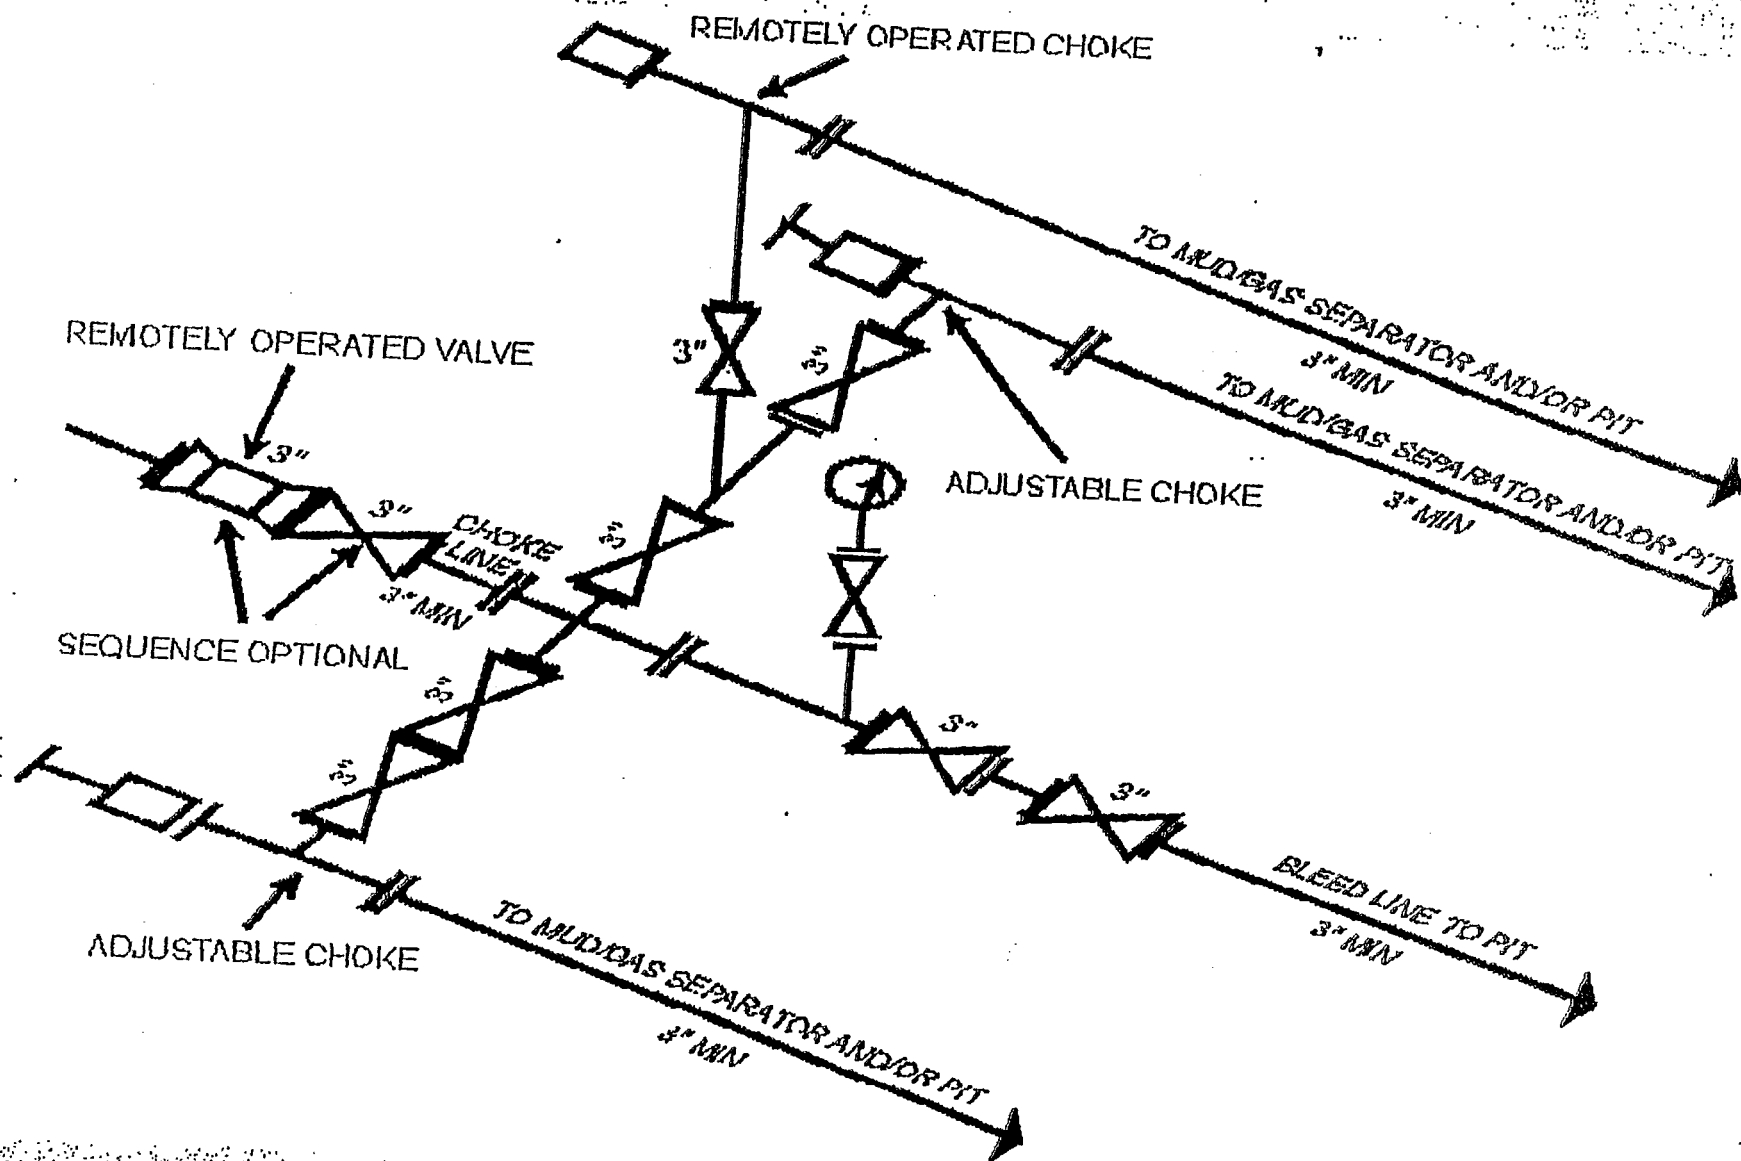 REMOTELY OPERATED CHOKE
TO MUD/GAS SEPARATOR AND/OR PIT
3" MIN
TO MUD/GAS SEPARATOR AND/OR PIT
3" MIN
3"
3"
REMOTELY OPERATED VALVE
3"
3"
CHOKE
LINE
3" MIN
3"
ADJUSTABLE CHOKE
SEQUENCE OPTIONAL
3"
3"
3"
3"
BLEED LINE TO PIT
3" MIN
ADJUSTABLE CHOKE
TO MUD/GAS SEPARATOR AND/OR PIT
3" MIN